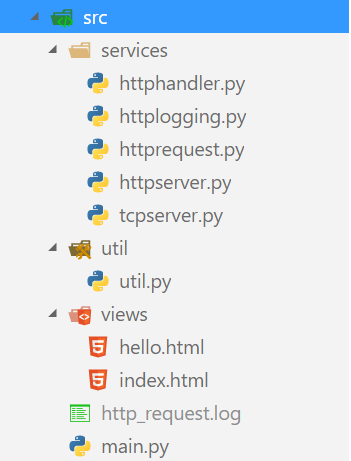 src
services
httphandler.py
httplogging.py
httprequest.py
httpserver.py
tcpserver.py
util
util.py
views
hello.html
index.html
http_request.log
main.py